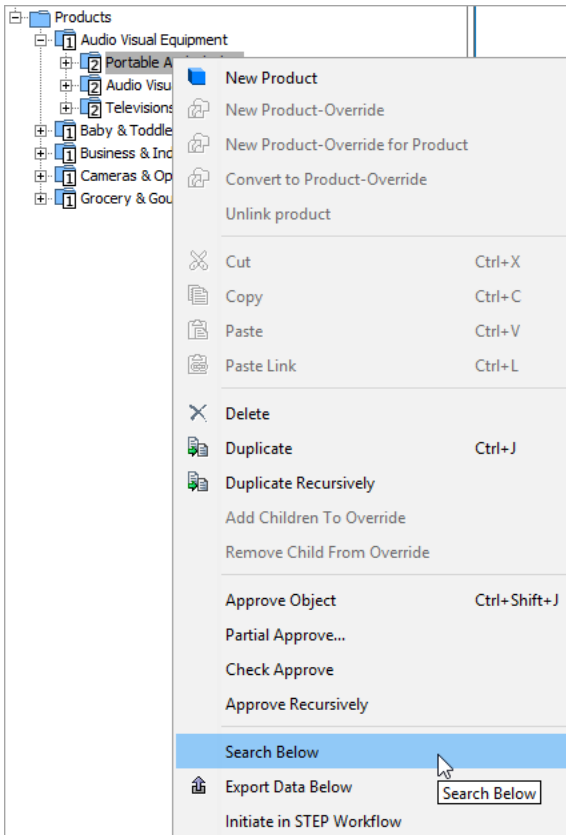 Products
1 Audio Visual Equipment
2 Portable
2 Audio Visu
2 Televisions
1 Baby & Toddle
1 Business & Ind
1 Cameras & Op
1 Grocery & Gou
New Product
New Product-Override
New Product-Override for Product
Convert to Product-Override
Unlink product
Cut Ctrl+X
Copy Ctrl+C
Paste Ctrl+V
Paste Link Ctrl+L
Delete
Duplicate Ctrl+J
Duplicate Recursively
Add Children To Override
Remove Child From Override
Approve Object Ctrl+Shift+J
Partial Approve...
Check Approve
Approve Recursively
Search Below
Export Data Below
Search Below
Initiate in STEP Workflow